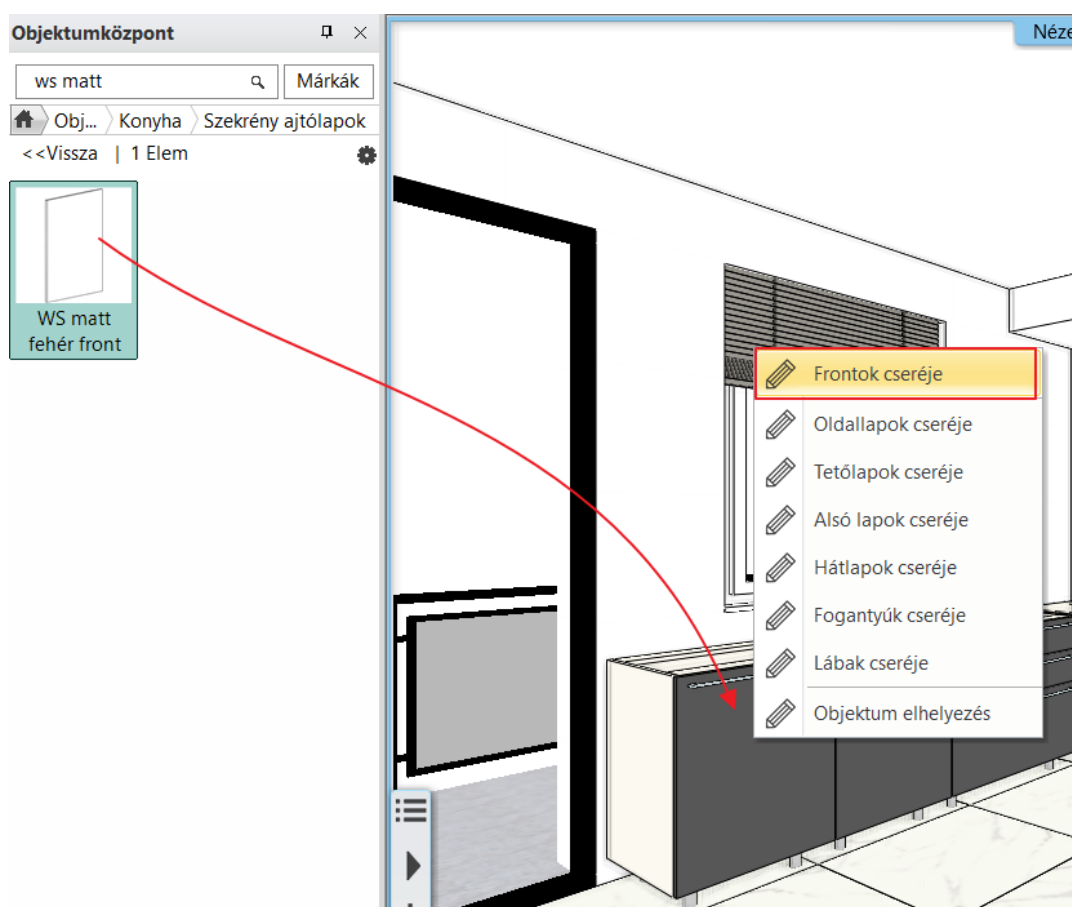 Objektumközpont
ws matt
Márkák
Obj... Konyha Szekrény ajtólapok
<<Vissza | 1 Elem
WS matt
fehér front
Néze
Frontok cseréje
Oldallapok cseréje
Tetőlapok cseréje
Alsó lapok cseréje
Hátlapok cseréje
Fogantyúk cseréje
Lábak cseréje
Objektum elhelyezés